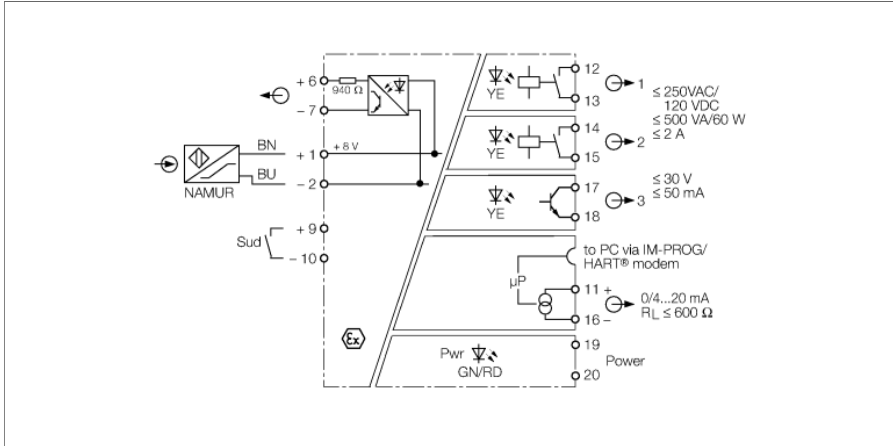 + 6
940 Ω
– 7
BN
+ 1
+ 8 V
BU
– 2
NAMUR
+ 9
Sud
– 10
Ex
YE
12
13
1
≤ 250VAC/
120 VDC
≤ 500 VA/60 W
≤ 2 A
YE
14
15
2
YE
17
18
3
≤ 30 V
≤ 50 mA
to PC via IM-PROG/
HART® modem
µP
11 +
16 –
0/4...20 mA
RL ≤ 600 Ω
Pwr
GN/RD
19
20
Power